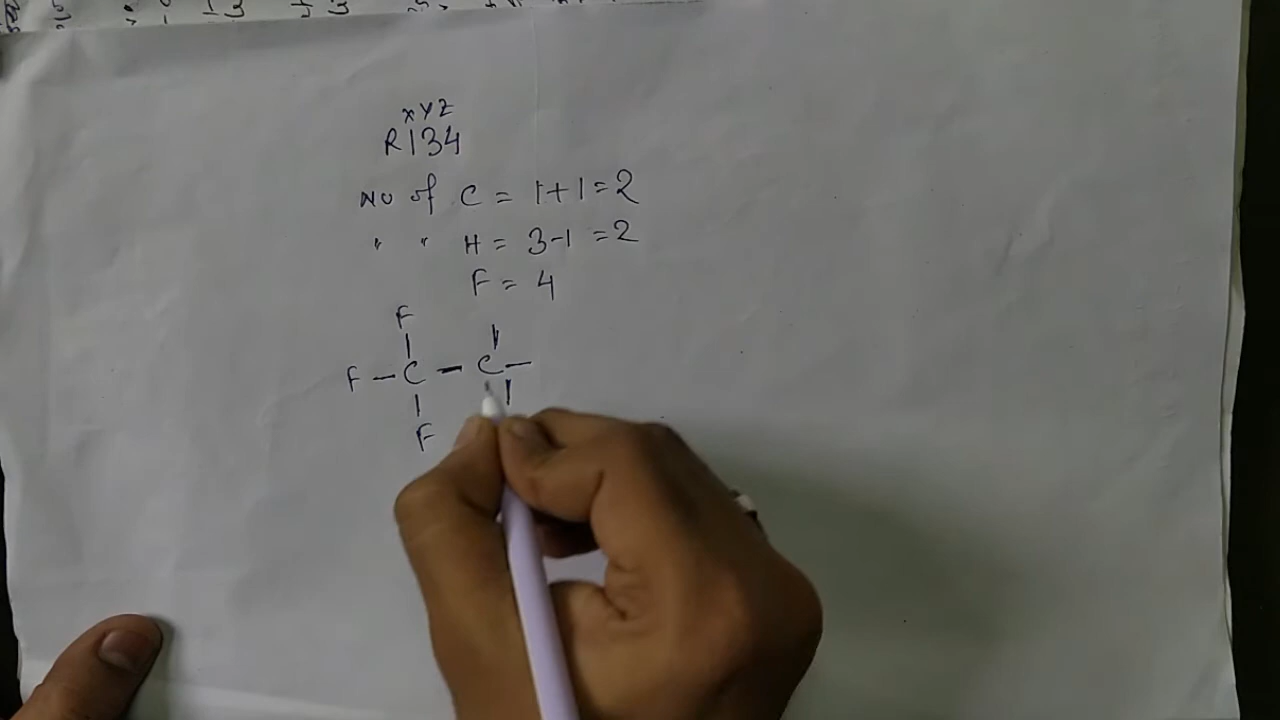 xYZ
R134
No of C = 1+1=2
" " H = 3-1 =2
F = 4
F
F - C - C -
F